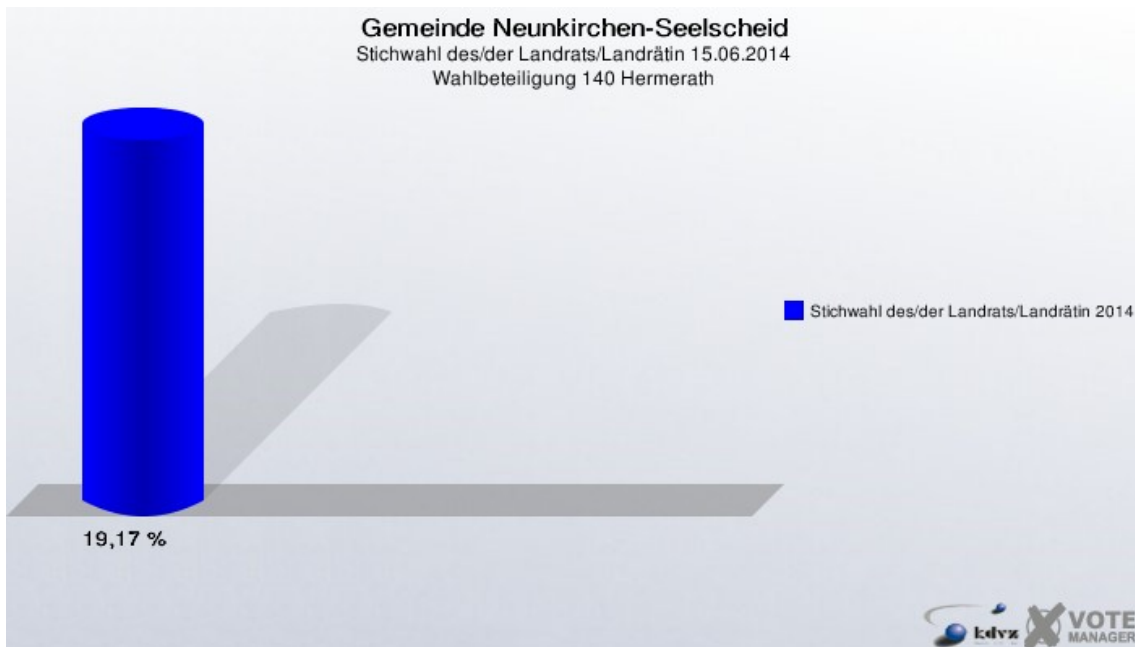 Gemeinde Neunkirchen-Seelscheid
Stichwahl des/der Landrats/Landrätin 15.06.2014
Wahlbeteiligung 140 Hermerath
Stichwahl des/der Landrats/Landrätin 2014
19,17 %
kdvz
VOTE
MANAGER